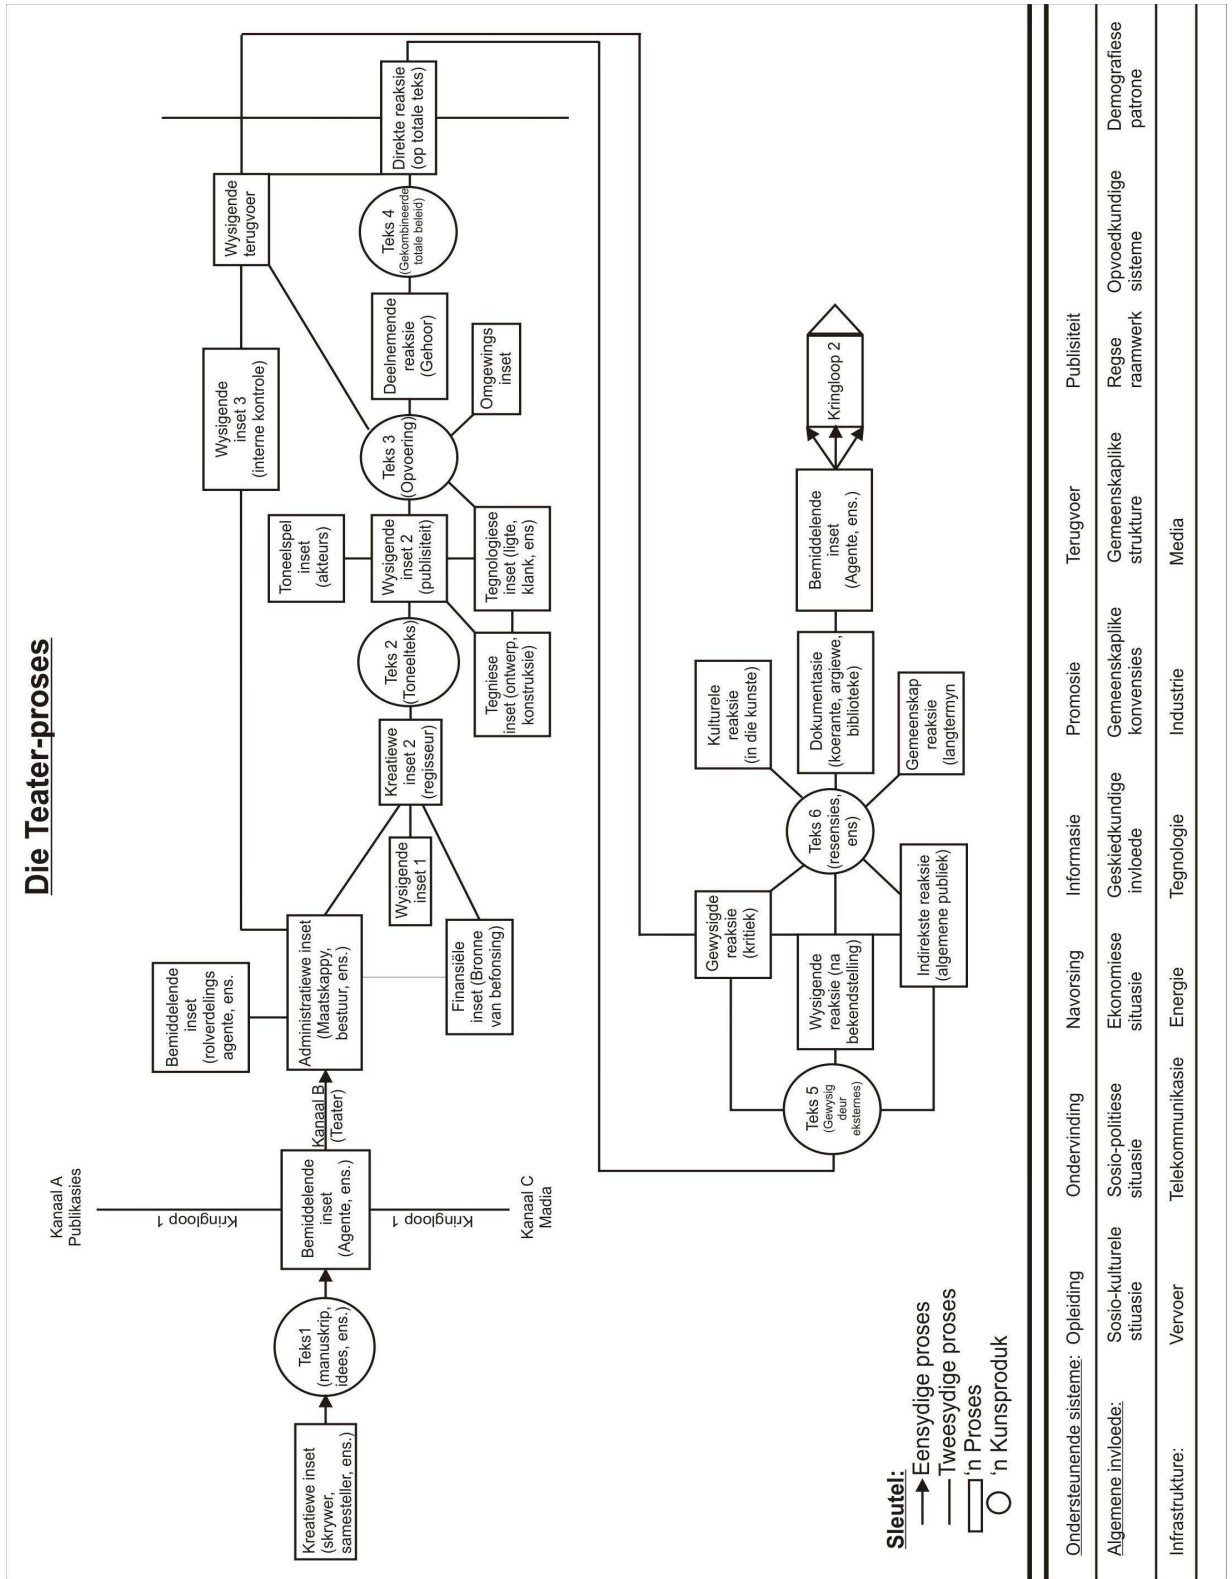 Die Teater-proses
Kanaal A
Publikasies
Kringloop 1
Kreatiewe inset
(skrywer,
samesteller, ens.)
Teks1
(manuskrip,
idees, ens.)
Bemiddelende
inset
(Agente, ens.)
Kringloop 1
Kanaal C
Madia
Kanaal B
(Teater)
Bemiddelende
inset
(rolverdelings
agente, ens.
Administratiewe inset
(Maatskappy,
bestuur, ens.)
Finansiële
inset (Bronne
van befonsing)
Wysigende
inset 1
Kreatiewe
inset 2
(regisseur)
Teks 2
(Toneelteks)
Toneelspel
inset
(akteurs)
Wysigende
inset 2
(publisiteit)
Tegniese
inset (ontwerp,
konstruksie)
Tegnologiese
inset (ligte,
klank, ens)
Wysigende
inset 3
(interne kontrole)
Teks 3
(Opvoering)
Omgewings
inset
Deelnemende
reaksie
(Gehoor)
Teks 4
(Gekombineerde
totale beleid)
Wysigende
terugvoer
Direkte reaksie
(op totale teks)
Teks 5
(Gewysig
deur
eksternes)
Gewysigde
reaksie
(kritiek)
Wysigende
reaksie (na
bekendstelling)
Indirekste reaksie
(algemene publiek)
Teks 6
(resensies,
ens)
Kulturele
reaksie
(in die kunste)
Dokumentasie
(koerante, argiewe,
biblioteke)
Gemeenskap
reaksie
(langtermyn)
Bemiddelende
inset
(Agente, ens.)
Kringloop 2
Sleutel:
Eensydige proses
Tweesydige proses
‘n Proses
‘n Kunsproduk
Ondersteunende sisteme: Opleiding Ondervinding Navorsing Informasie Promosie Terugvoer Publisiteit
Algemene invloede: Sosio-kulturele Sosio-politiese Ekonomiese Geskiedkundige Gemeenskaplike Gemeenskaplike Regse Opvoedkundige Demografiese
stiuasie situasie situasie invloede konvensies strukture raamwerk sisteme patrone
Infrastrukture: Vervoer Telekommunikasie Energie Tegnologie Industrie Media